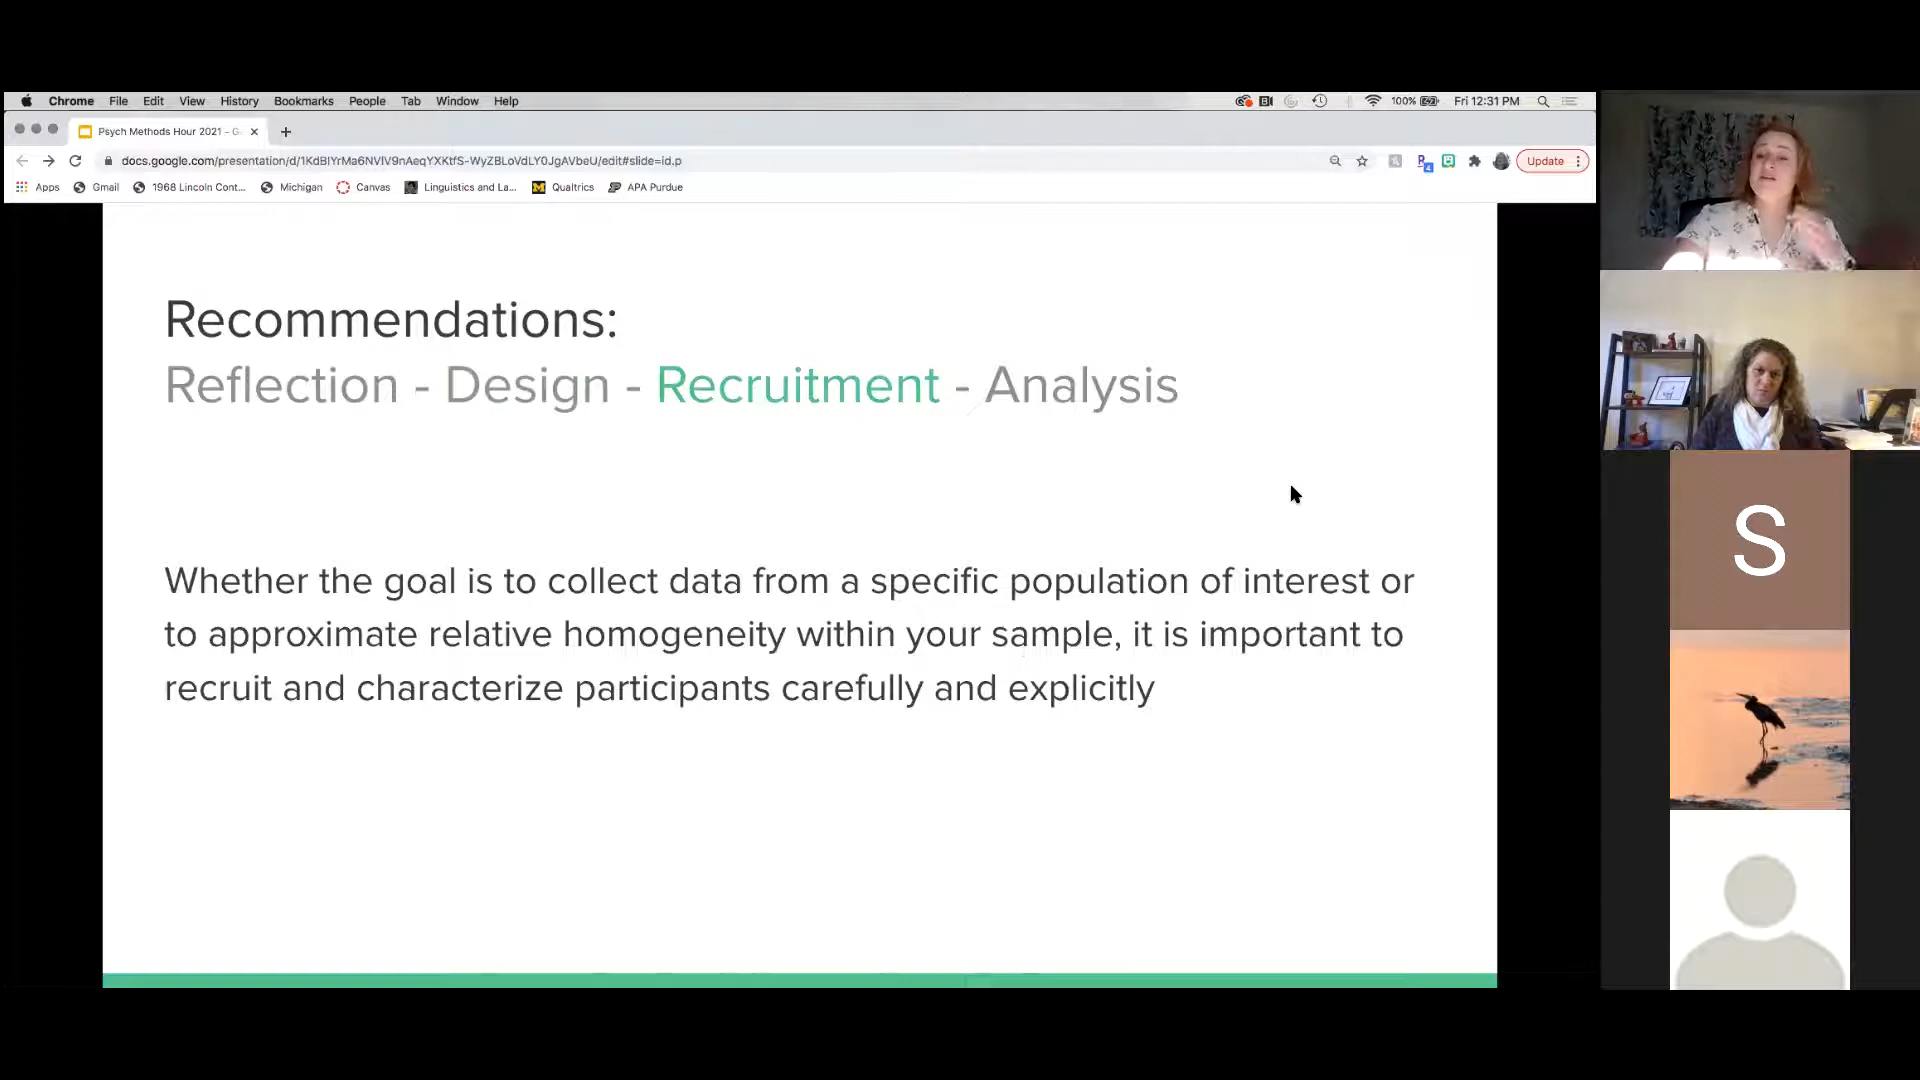 Chrome File Edit View History Bookmarks People Tab Window Help
100% Fri 12:31 PM
Psych Methods Hour 2021 - G
docs.google.com/presentation/d/1KdBIYrMa6NVlV9nAeqYXKtfS-WyZBLoVdLY0JgAVbeU/edit#slide=id.p
Update
Apps Gmail 1968 Lincoln Cont... Michigan Canvas Linguistics and La... Qualtrics APA Purdue
Recommendations:
Reflection - Design - Recruitment - Analysis
Whether the goal is to collect data from a specific population of interest or
to approximate relative homogeneity within your sample, it is important to
recruit and characterize participants carefully and explicitly
S